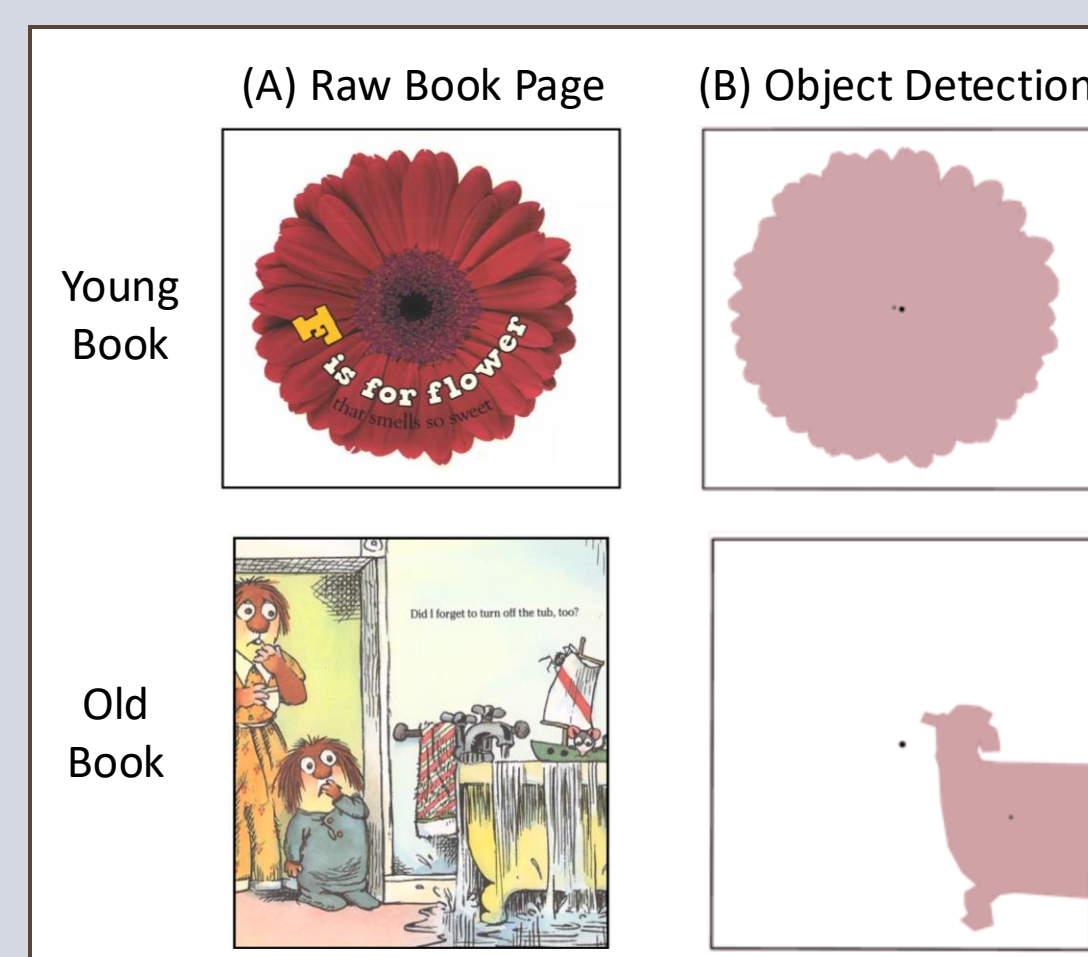 (A) Raw Book Page
(B) Object Detection
Young
Book
F
is for flower
that smells so sweet
Old
Book
Did I forget to turn off the tub, too?